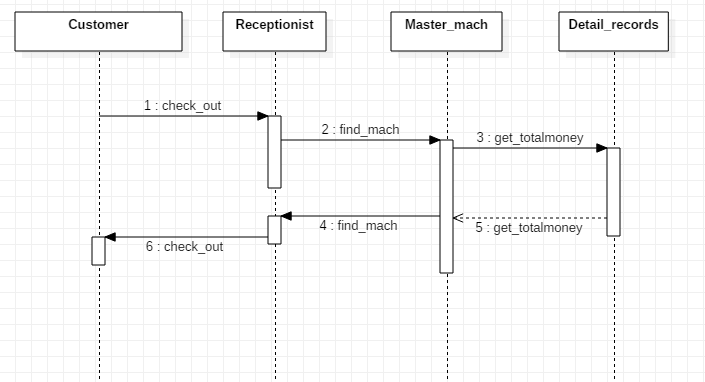 Customer
Receptionist
Master_mach
Detail_records
1 : check_out
2 : find_mach
3 : get_totalmoney
4 : find_mach
5 : get_totalmoney
6 : check_out